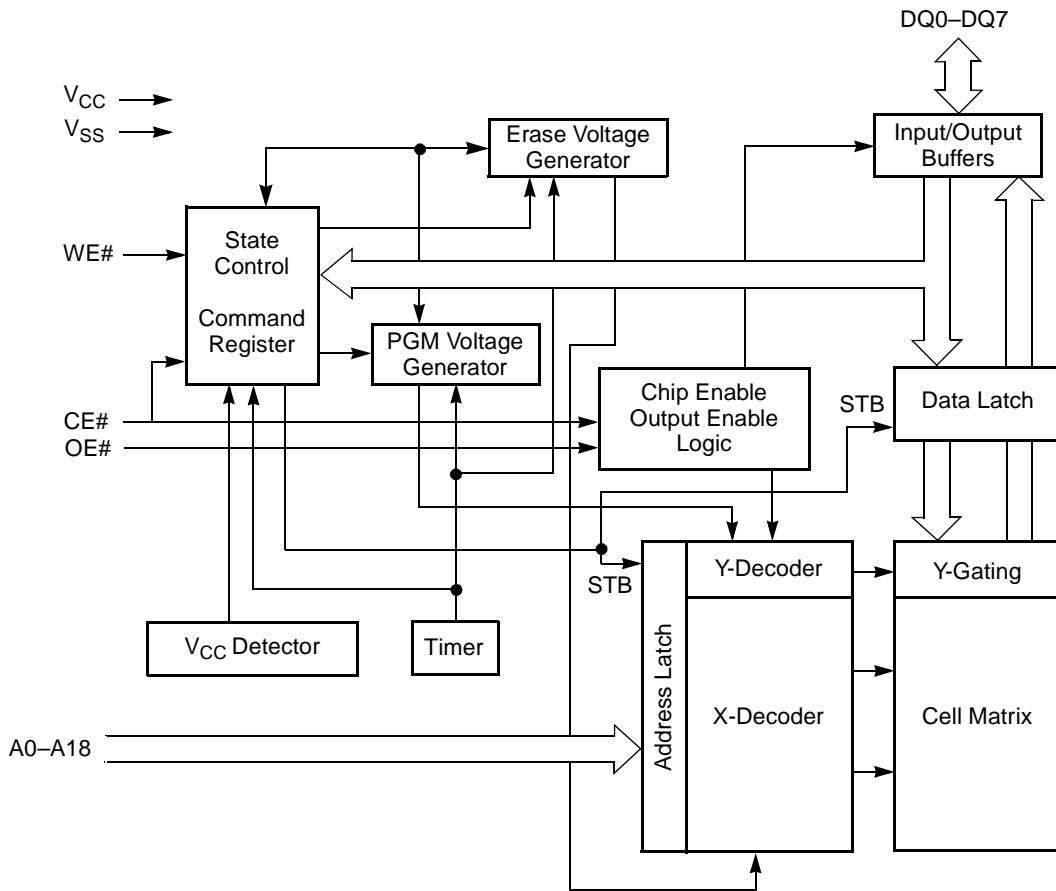 DQ0–DQ7
VCC
VSS
Erase Voltage
Generator
Input/Output
Buffers
WE#
State
Control
Command
Register
PGM Voltage
Generator
Chip Enable
Output Enable
Logic
STB
Data Latch
CE#
OE#
STB
Address Latch
Y-Decoder
Y-Gating
VCC Detector
Timer
X-Decoder
Cell Matrix
A0–A18